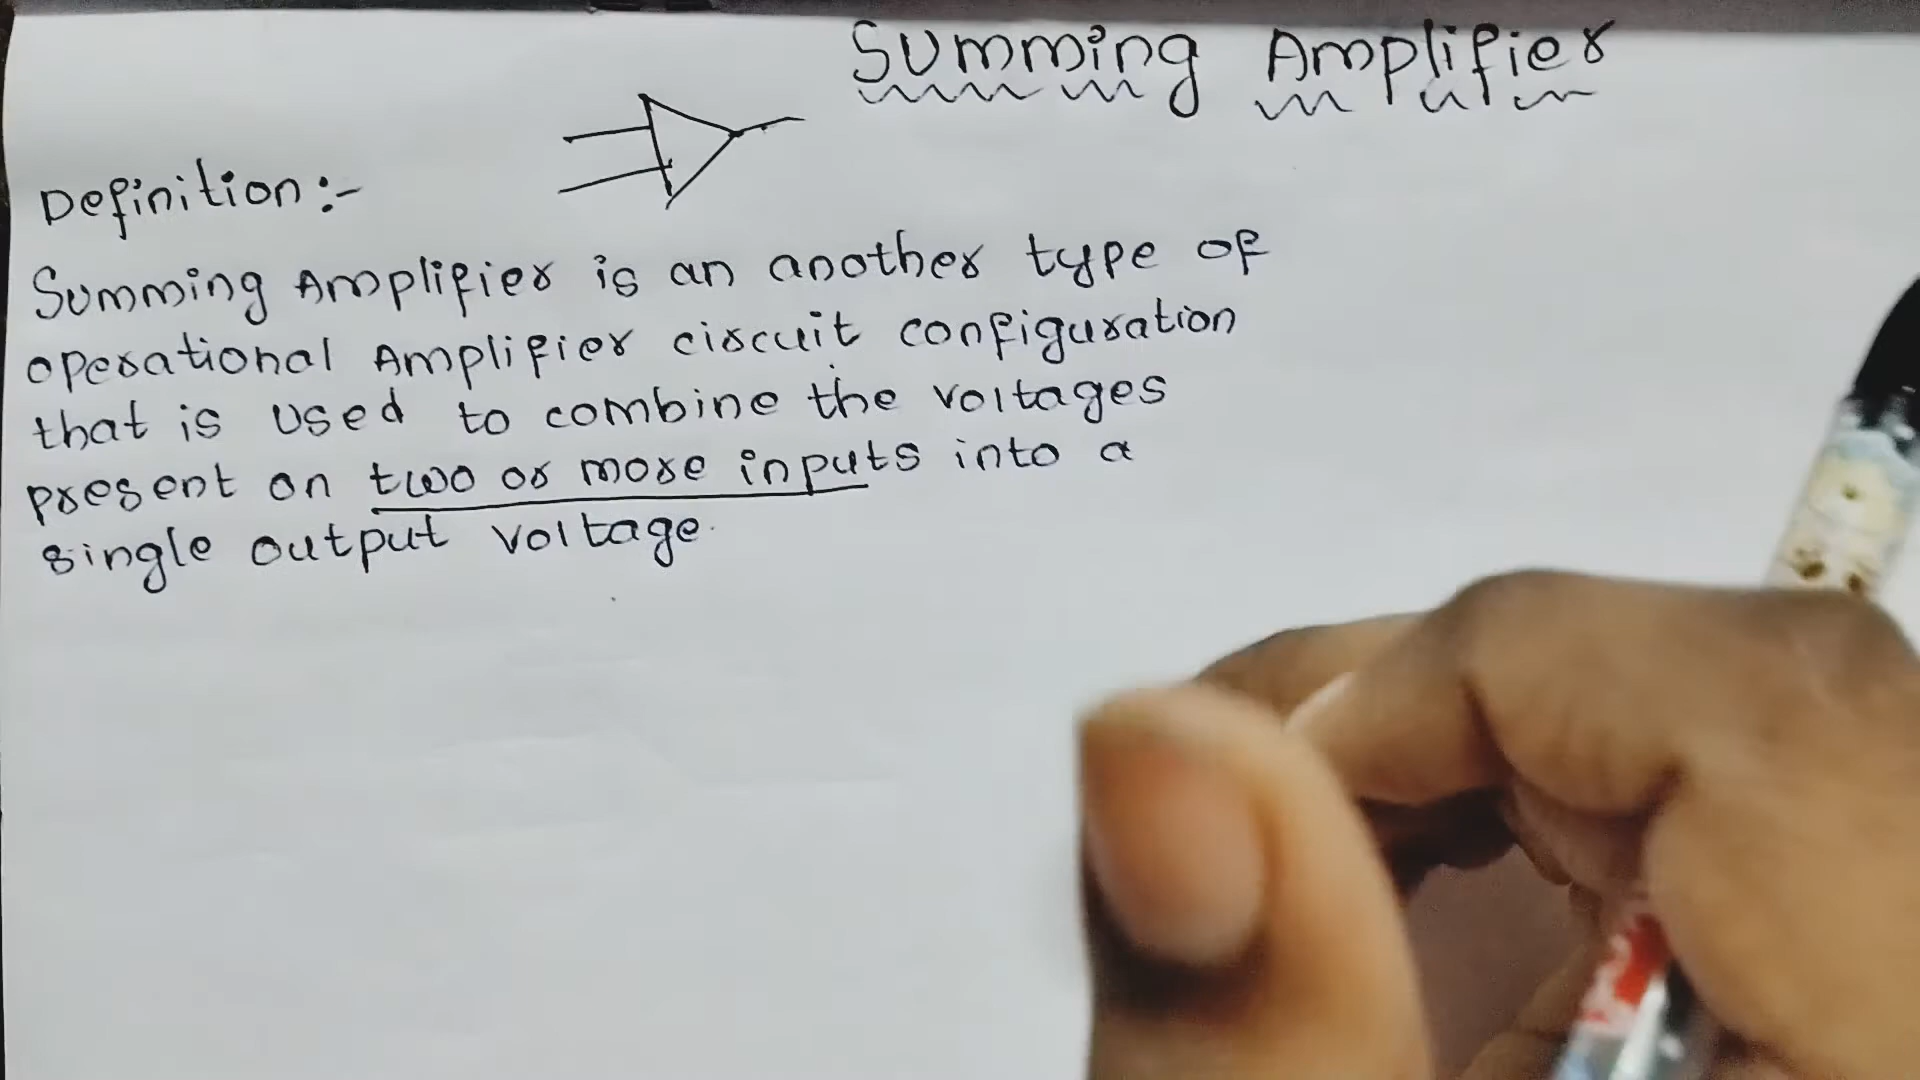 Summing Amplifier
Definition:-
Summing Amplifier is an another type of
operational Amplifier circuit configuration
that is used to combine the voltages
present on two or more inputs into a
single output voltage.